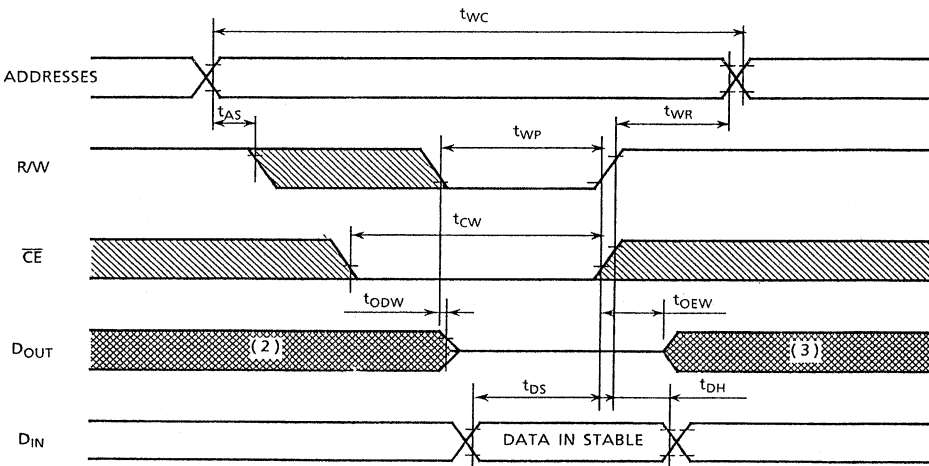 tWC
ADDRESSES
tAS
tWP
tWR
R/W
tCW
CE
tODW
tOEW
DOUT
(2)
(3)
tDS
tDH
DIN
DATA IN STABLE